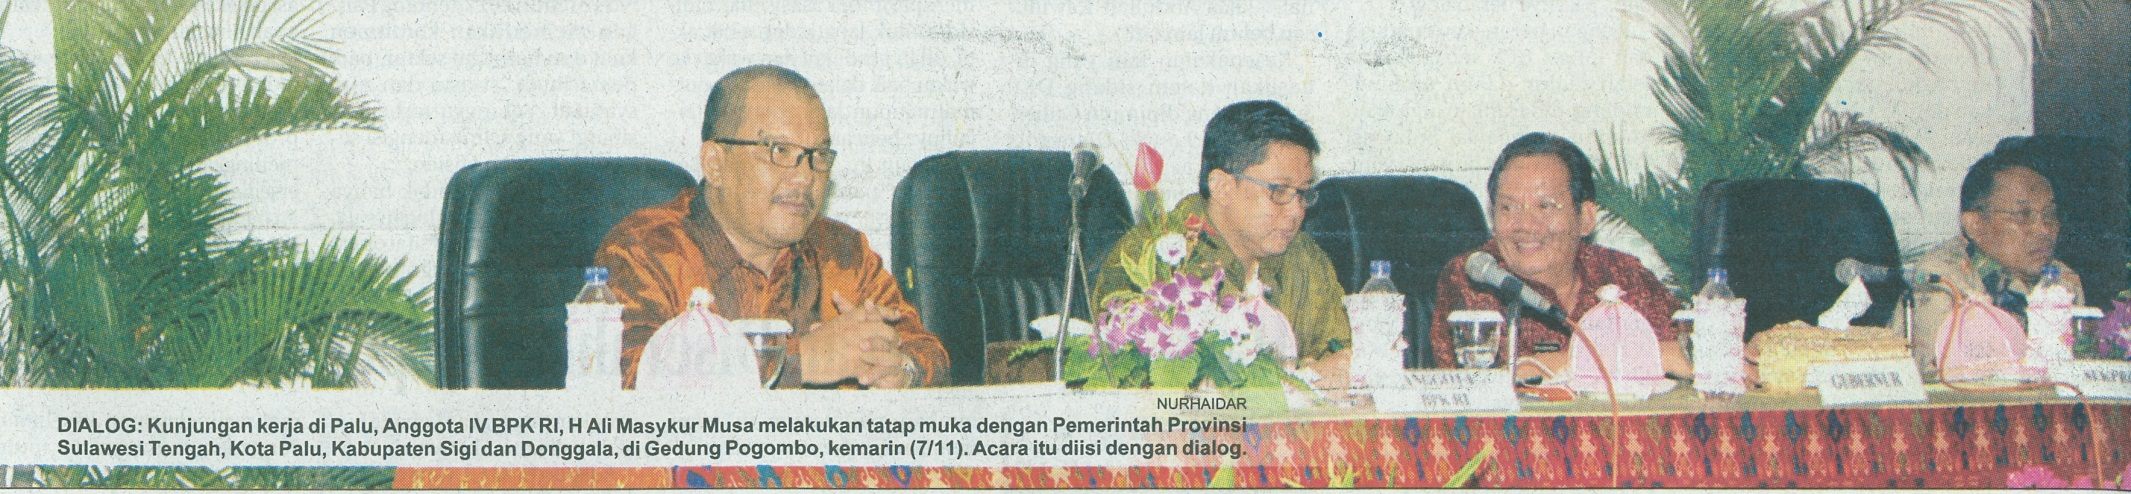 ANGGOTA
BPK RI
GUBERNUR
NURHAIDAR
DIALOG: Kunjungan kerja di Palu, Anggota IV BPK RI, H Ali Masykur Musa melakukan tatap muka dengan Pemerintah Provinsi
Sulawesi Tengah, Kota Palu, Kabupaten Sigi dan Donggala, di Gedung Pogombo, kemarin (7/11). Acara itu diisi dengan dialog.